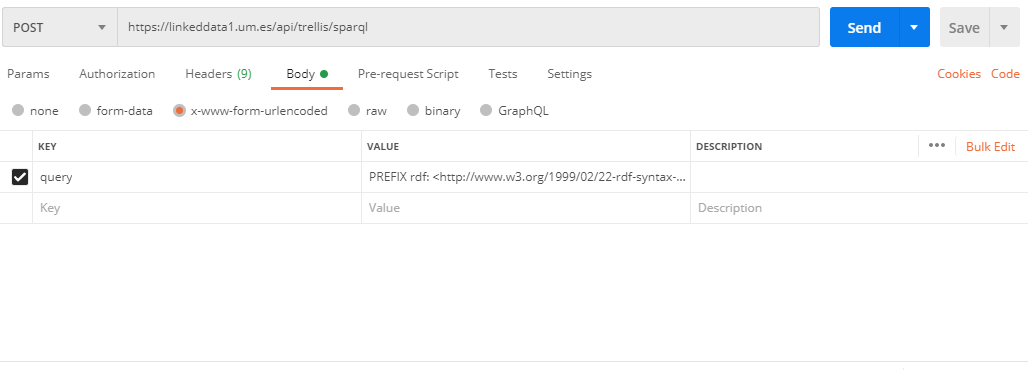 POST https://linkeddata1.um.es/api/trellis/sparql Send Save
Params Authorization Headers (9) Body Pre-request Script Tests Settings Cookies Code
none form-data x-www-form-urlencoded raw binary GraphQL
KEY VALUE DESCRIPTION ••• Bulk Edit
query PREFIX rdf: <http://www.w3.org/1999/02/22-rdf-syntax-...
Key Value Description